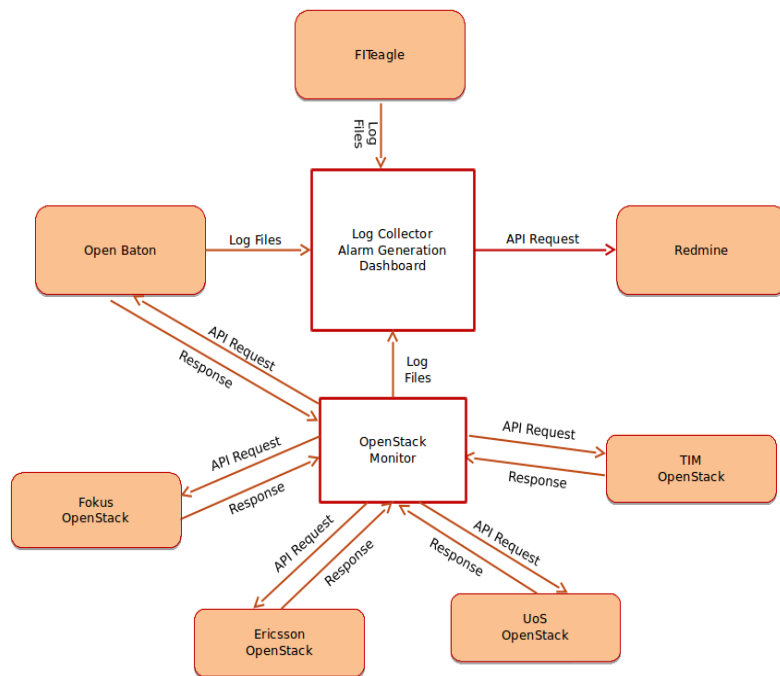 FITeagle
Log
Files
Open Baton
Log Files
Log Collector
Alarm Generation
Dashboard
API Request
Redmine
API Request
Response
Log
Files
OpenStack
Monitor
API Request
Response
API Request
Response
TIM
OpenStack
Fokus
OpenStack
API Request
Response
API Request
Response
Ericsson
OpenStack
UoS
OpenStack